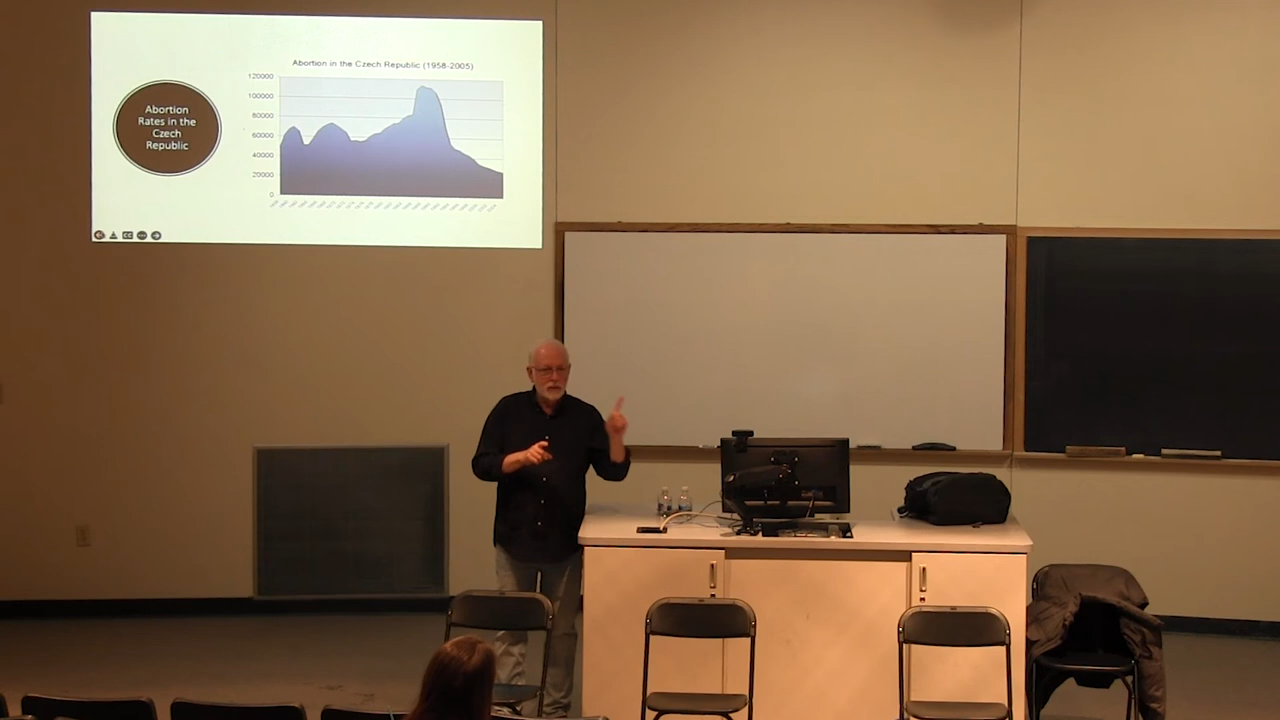 Abortion in the Czech Republic (1958-2005)
120000
100000
80000
60000
40000
20000
0
Abortion
Rates in the
Czech
Republic
CC